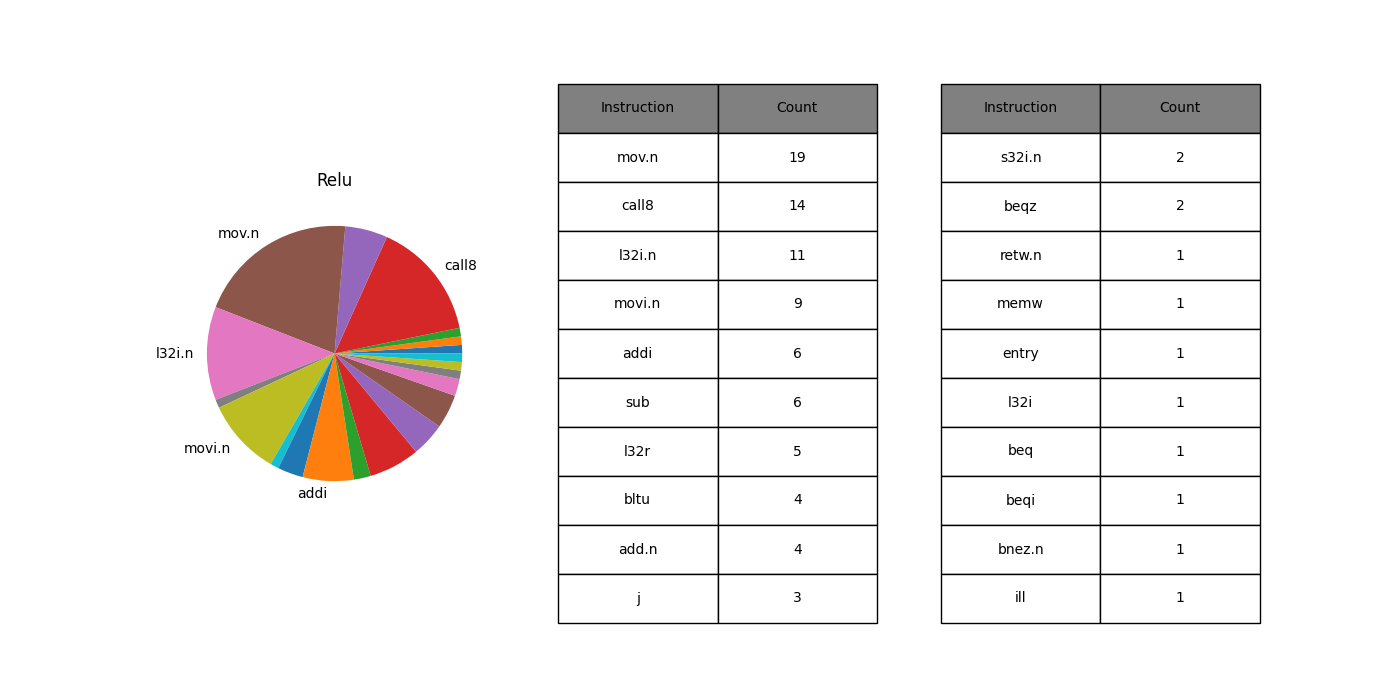 Relu
mov.n
call8
l32i.n
movi.n
addi
Instruction Count
mov.n 19
call8 14
l32i.n 11
movi.n 9
addi 6
sub 6
l32r 5
bltu 4
add.n 4
j 3
Instruction Count
s32i.n 2
beqz 2
retw.n 1
memw 1
entry 1
l32i 1
beq 1
beqi 1
bnez.n 1
ill 1